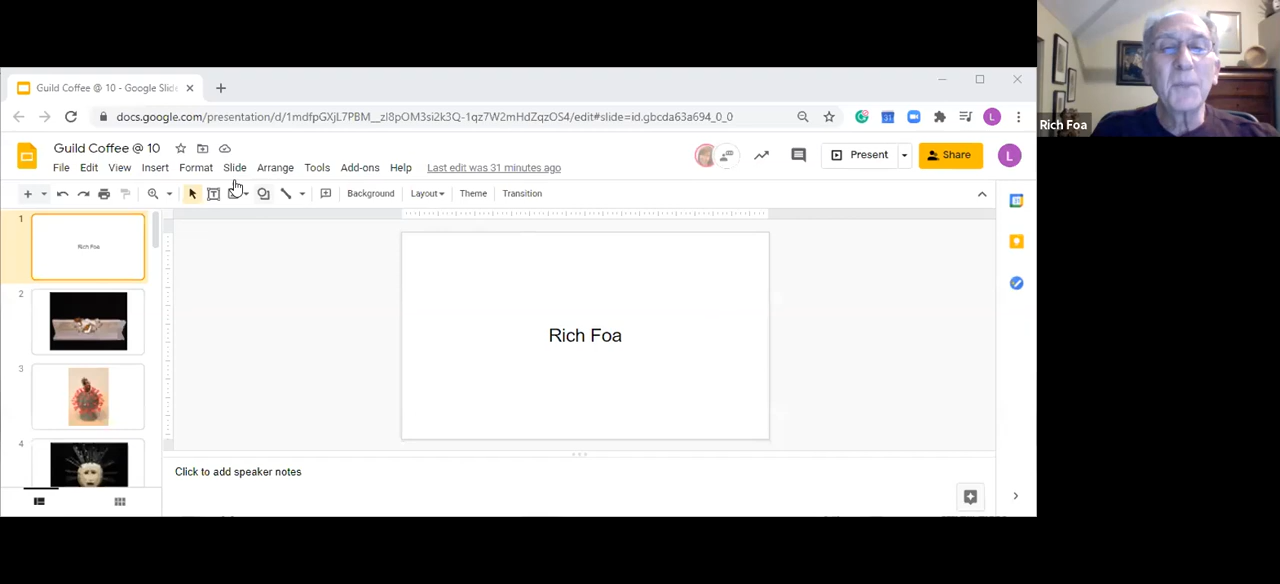 Guild Coffee @ 10 - Google Slide
docs.google.com/presentation/d/1mdfpGXjL7PBM__zl8pOM3si2k3Q-1qz7W2mHdZqzOS4/edit#slide=id.gbcda63a694_0_0
Guild Coffee @ 10
File Edit View Insert Format Slide Arrange Tools Add-ons Help Last edit was 31 minutes ago
Present
Share
L
L
Background Layout Theme Transition
1
Rich Foa
2
3
4
Rich Foa
Click to add speaker notes
Rich Foa